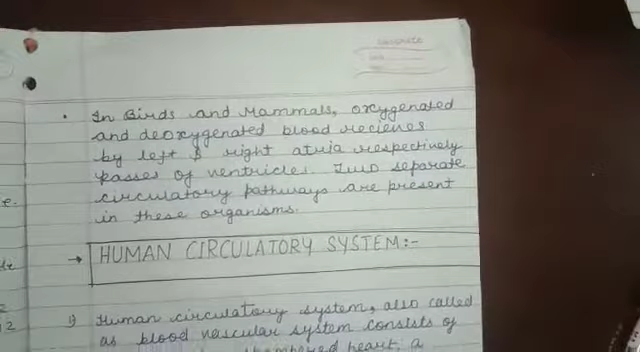 • In Birds and Mammals, oxygenated
and deoxygenated blood recieves
by left & right atria respectively
passes of ventricles. Two separate
circulatory pathways are present
in these organisms.
→ HUMAN CIRCULATORY SYSTEM:-
Human circulatory system, also called
as blood vascular system consists of
heart, a